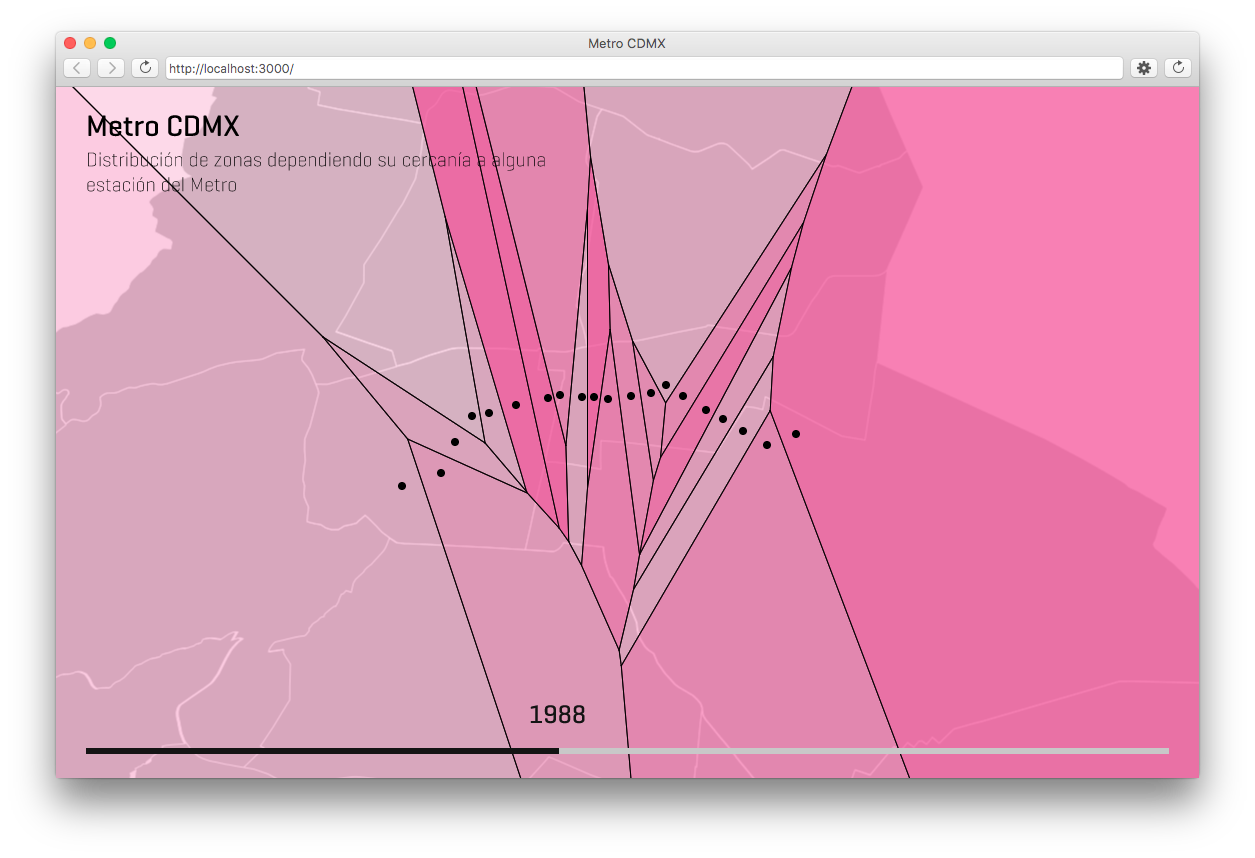 Metro CDMX
http://localhost:3000/
Metro CDMX
Distribución de zonas dependiendo su cercanía a alguna
estación del Metro
1988